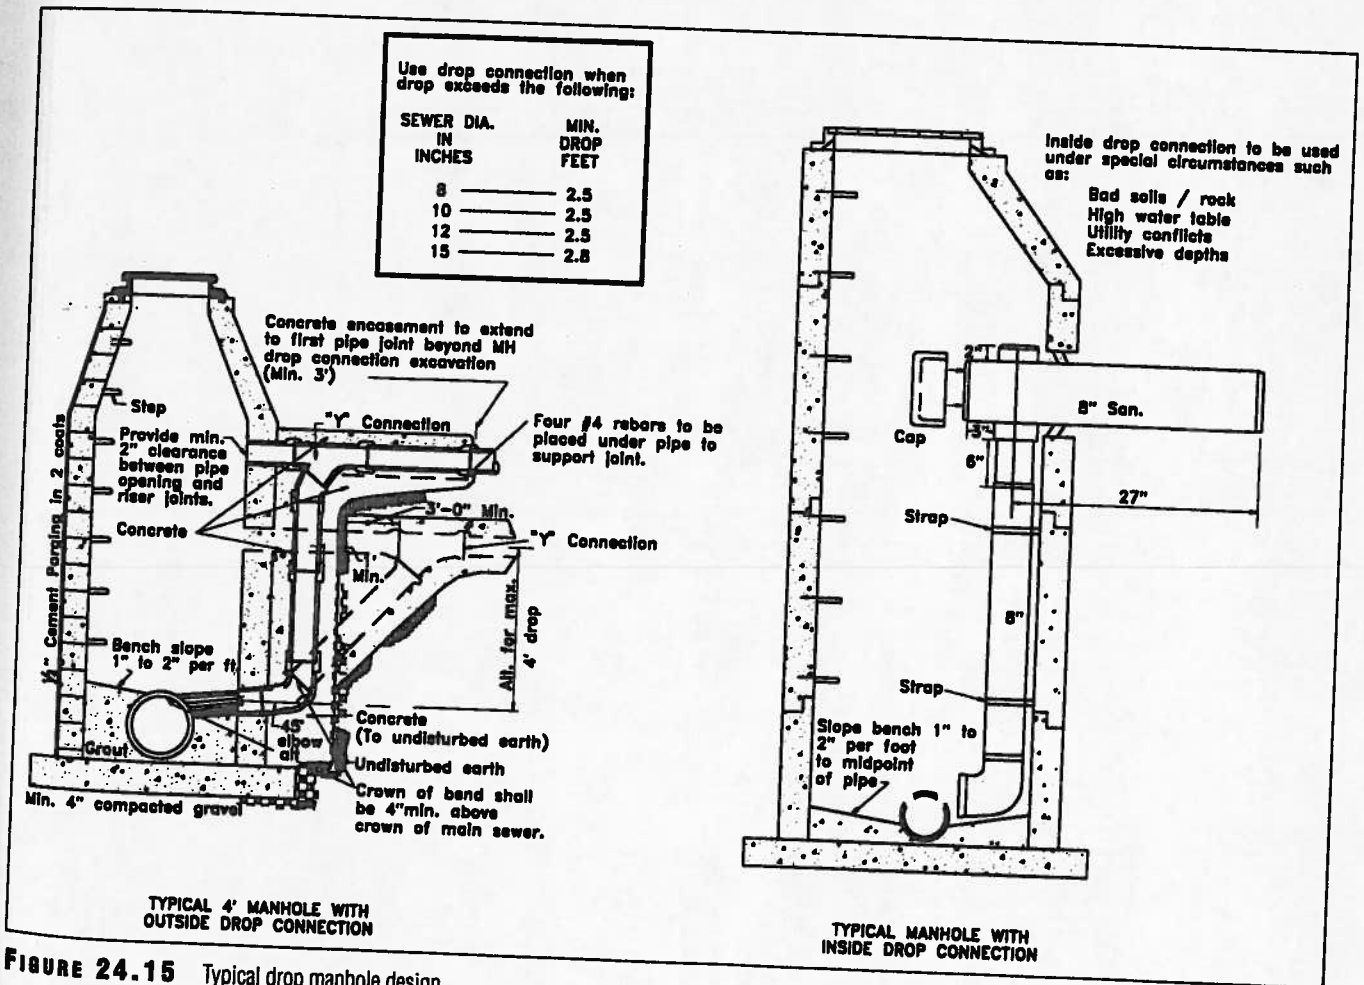 Use drop connection when
drop exceeds the following:
SEWER DIA.
IN
INCHES
MIN.
DROP
FEET
8 2.5
10 2.5
12 2.5
15 2.8
Inside drop connection to be used
under special circumstances such
as:
Bad soils / rock
High water table
Utility conflicts
Excessive depths
Concrete encasement to extend
to first pipe joint beyond MH
drop connection excavation
(Min. 3')
Step
"Y" Connection
Four #4 rebars to be
placed under pipe to
support joint.
Provide min.
2" clearance
between pipe
opening and
riser joints.
Concrete
½" Cement Parging in 2 coats
3'-0" Min.
"Y" Connection
Min.
Alt. for max.
4' drop
Bench slope
1" to 2" per ft.
45°
elbow
alt
Grout
Concrete
(To undisturbed earth)
Undisturbed earth
Crown of bend shall
be 4"min. above
crown of main sewer.
Min. 4" compacted gravel
TYPICAL 4' MANHOLE WITH
OUTSIDE DROP CONNECTION
2"
8" San.
Cap
3"
6"
27"
Strap
8"
Strap
Slope bench 1" to
2" per foot
to midpoint
of pipe
TYPICAL MANHOLE WITH
INSIDE DROP CONNECTION
FIGURE 24.15 Typical drop manhole design